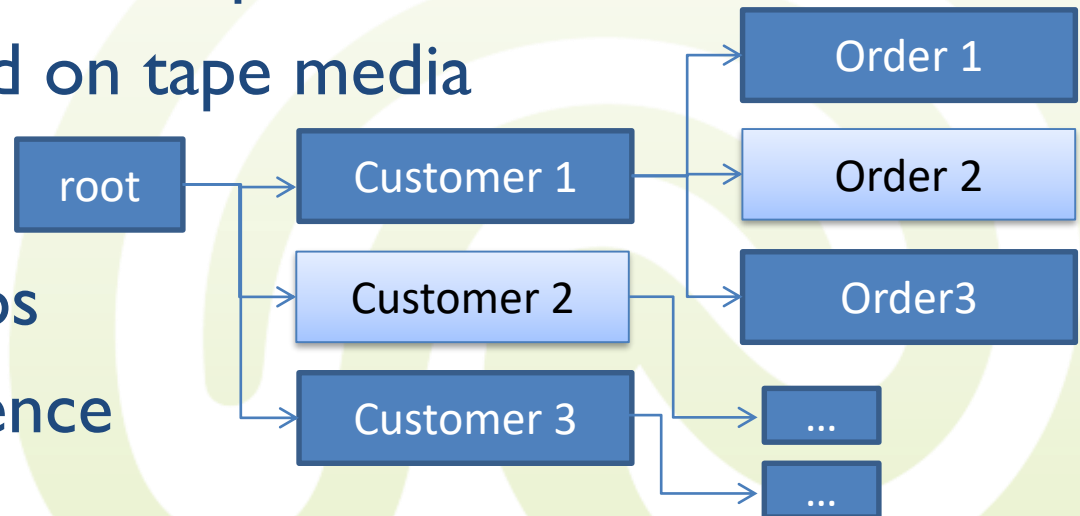 d on tape media
Order 1
root
Customer 1
Order 2
os
Customer 2
Order3
ence
Customer 3
...
...